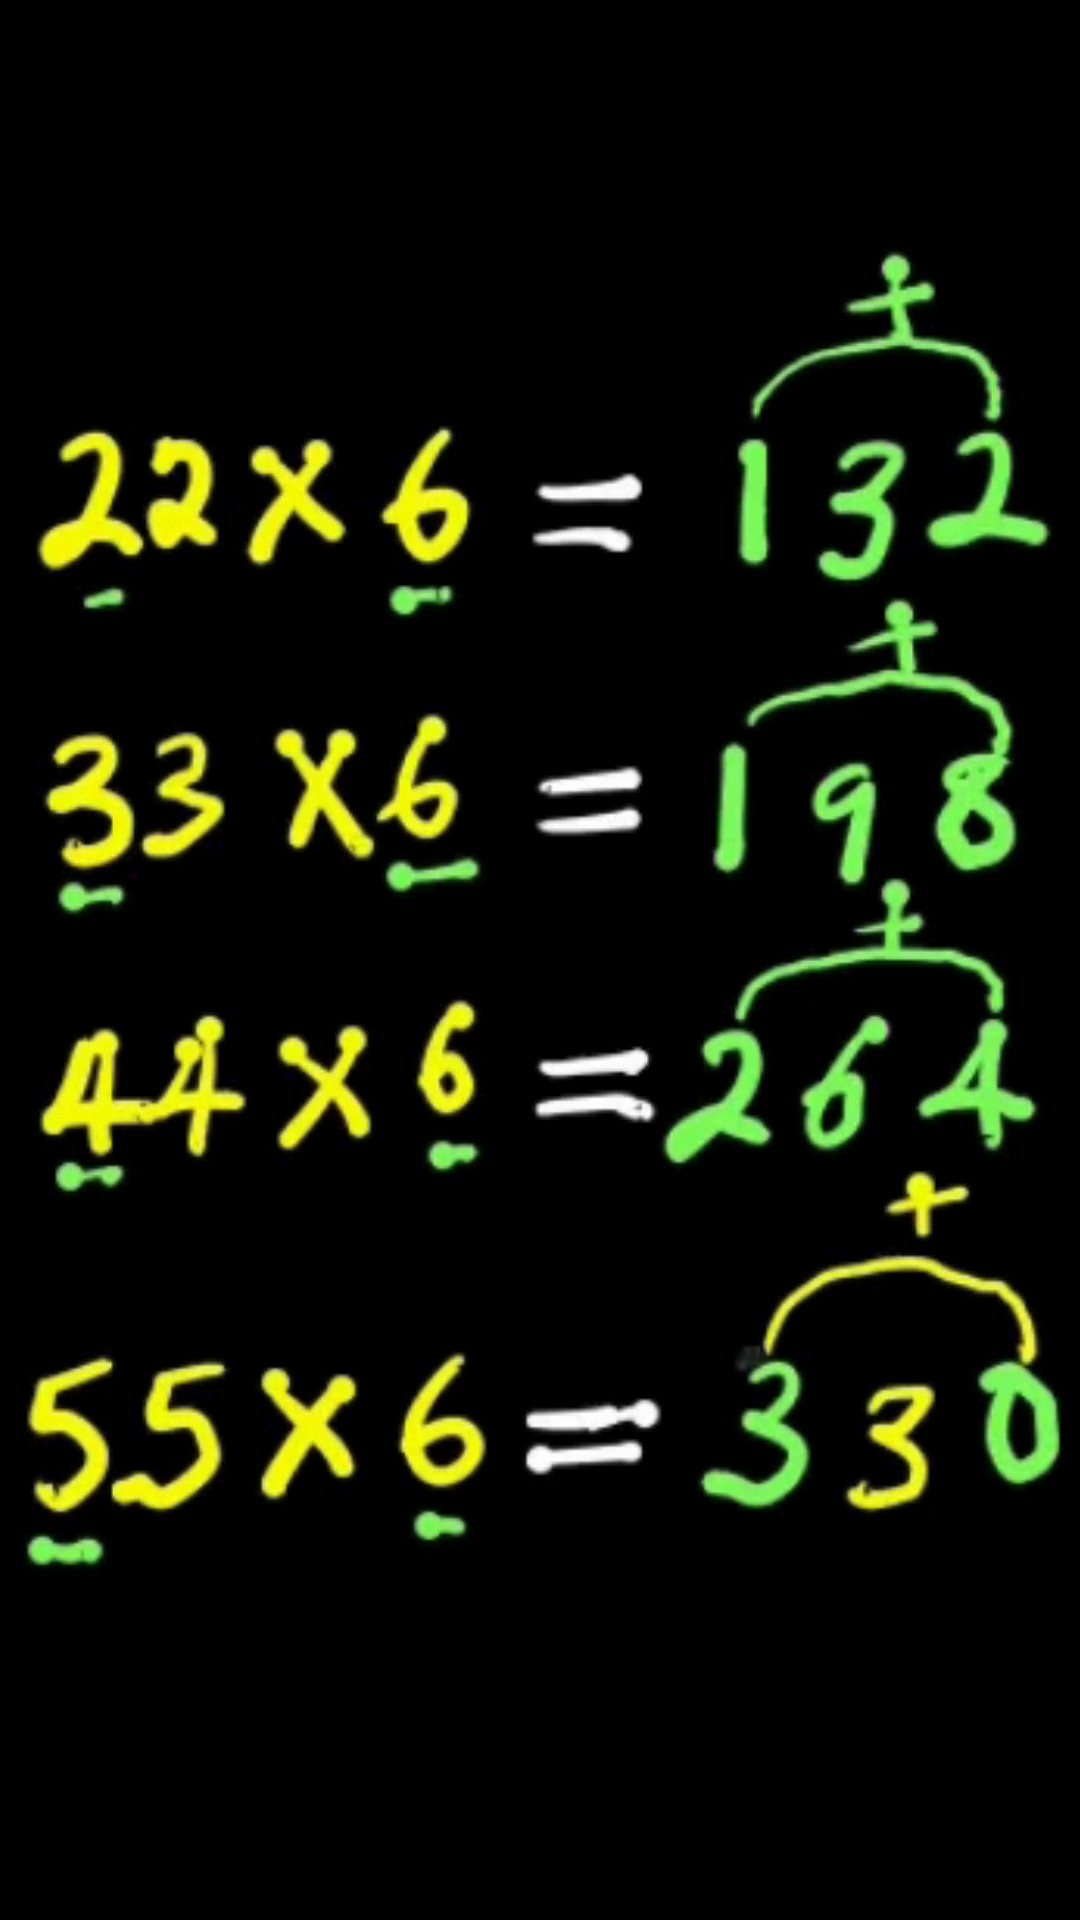 +
22 × 6 = 132
+
33 × 6 = 198
+
44 × 6 = 264
+
55 × 6 = 330